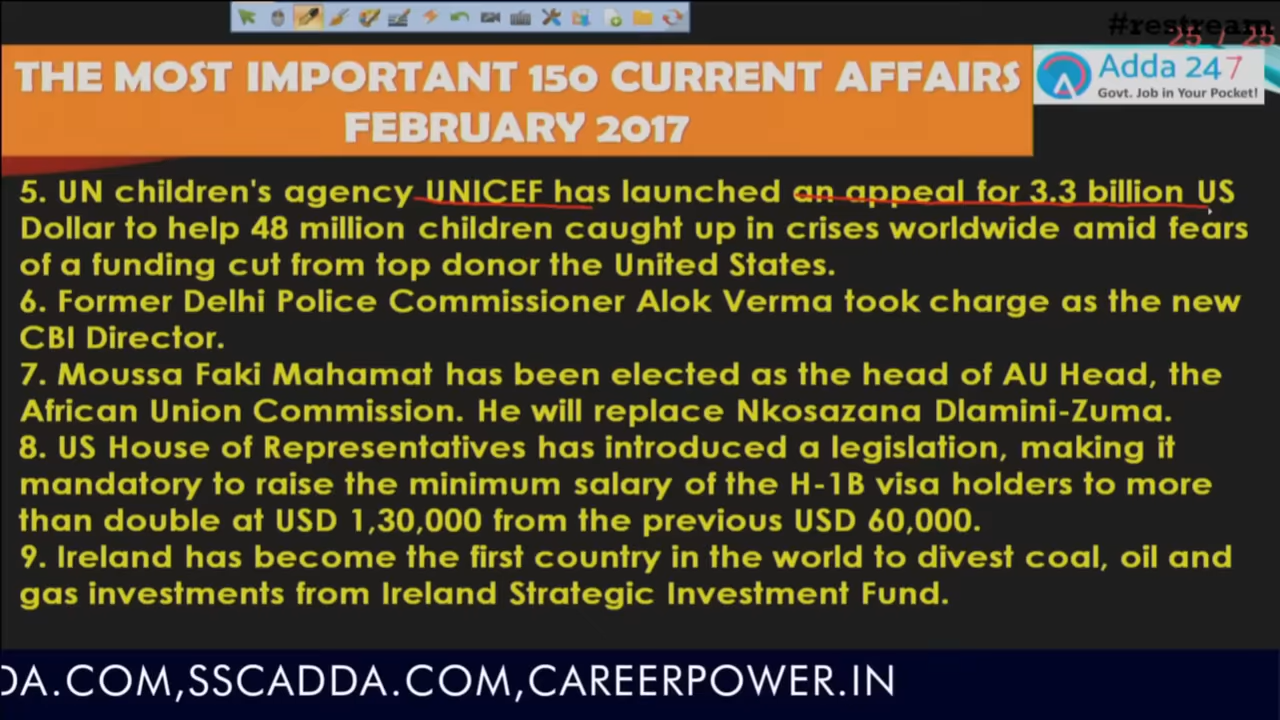 #restream
25 / 25
THE MOST IMPORTANT 150 CURRENT AFFAIRS
FEBRUARY 2017
Adda 247
Govt. Job in Your Pocket!
5. UN children's agency UNICEF has launched an appeal for 3.3 billion US
Dollar to help 48 million children caught up in crises worldwide amid fears
of a funding cut from top donor the United States.
6. Former Delhi Police Commissioner Alok Verma took charge as the new
CBI Director.
7. Moussa Faki Mahamat has been elected as the head of AU Head, the
African Union Commission. He will replace Nkosazana Dlamini-Zuma.
8. US House of Representatives has introduced a legislation, making it
mandatory to raise the minimum salary of the H-1B visa holders to more
than double at USD 1,30,000 from the previous USD 60,000.
9. Ireland has become the first country in the world to divest coal, oil and
gas investments from Ireland Strategic Investment Fund.
DA.COM,SSCADDA.COM,CAREERPOWER.IN